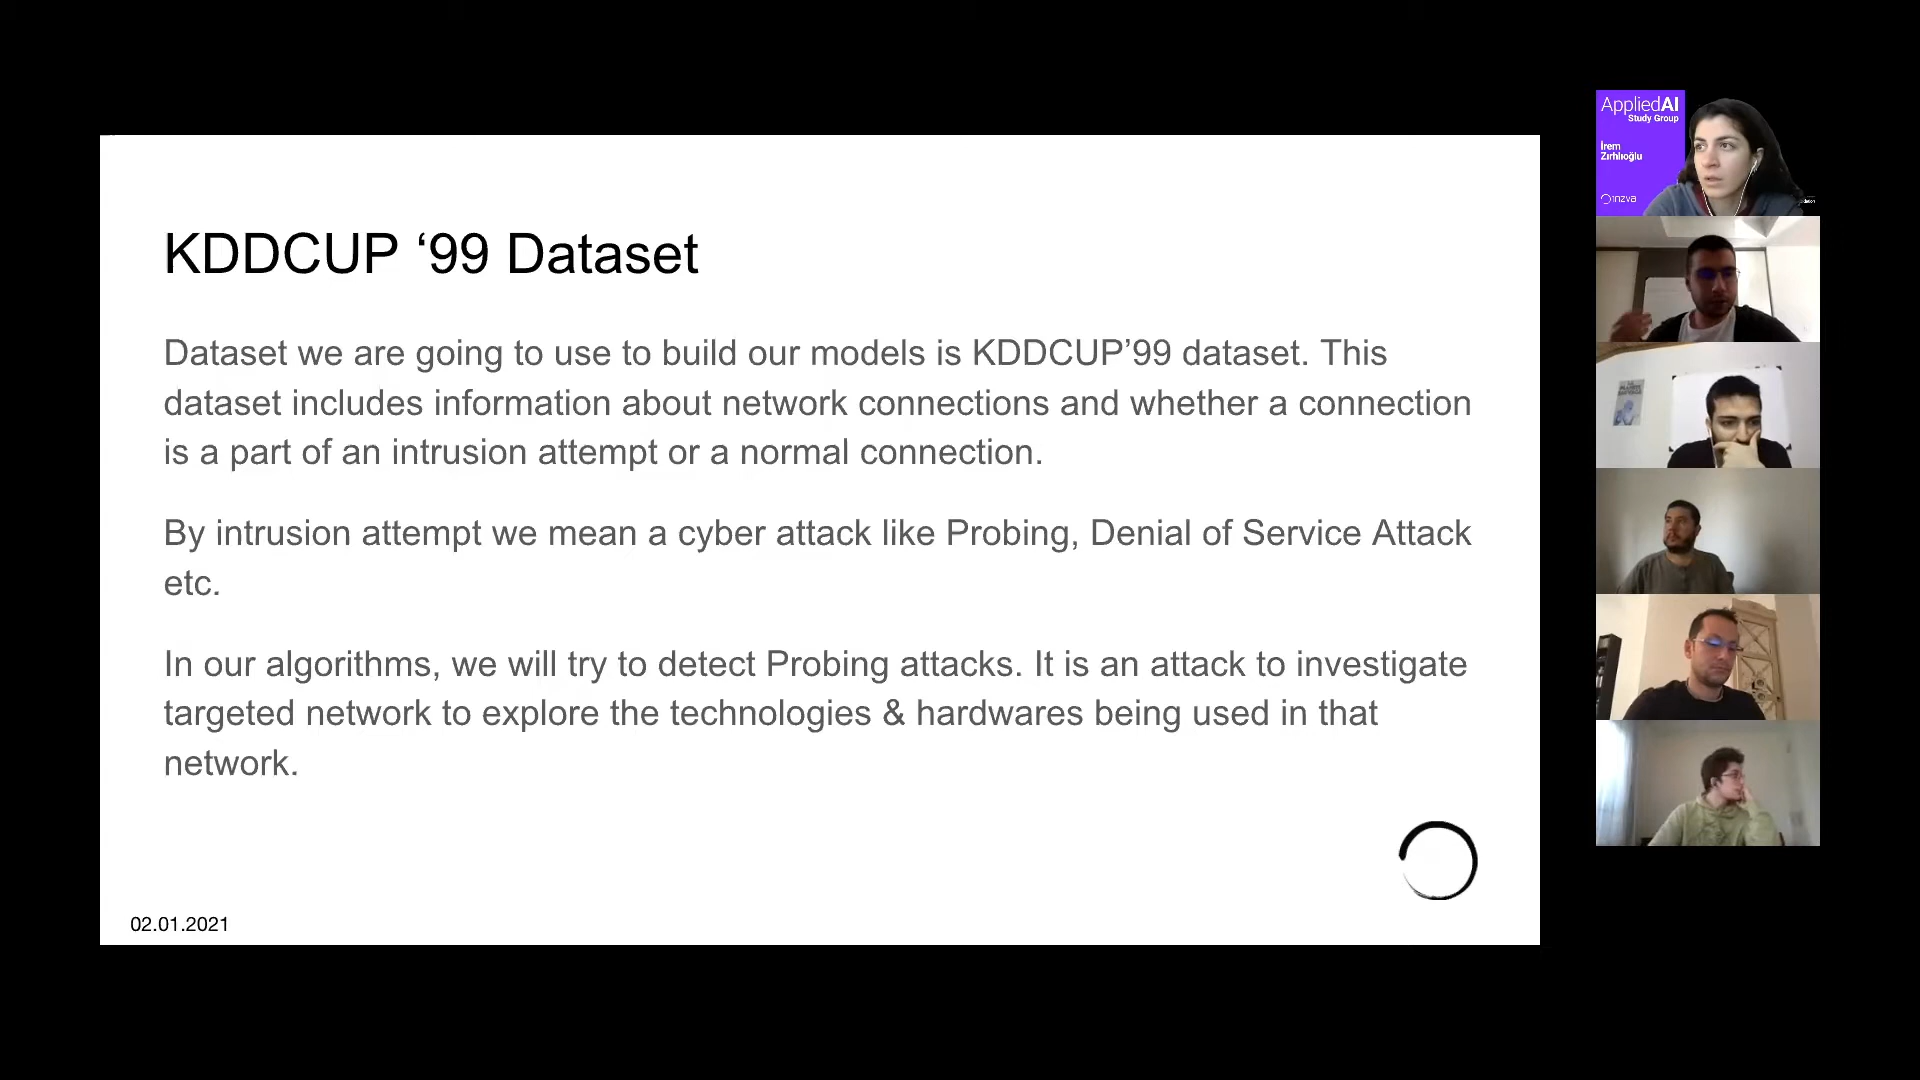 KDDCUP ‘99 Dataset
Dataset we are going to use to build our models is KDDCUP’99 dataset. This
dataset includes information about network connections and whether a connection
is a part of an intrusion attempt or a normal connection.
By intrusion attempt we mean a cyber attack like Probing, Denial of Service Attack
etc.
In our algorithms, we will try to detect Probing attacks. It is an attack to investigate
targeted network to explore the technologies & hardwares being used in that
network.
02.01.2021
AppliedAI
Study Group
İrem
Zırhlıoğlu
inzva